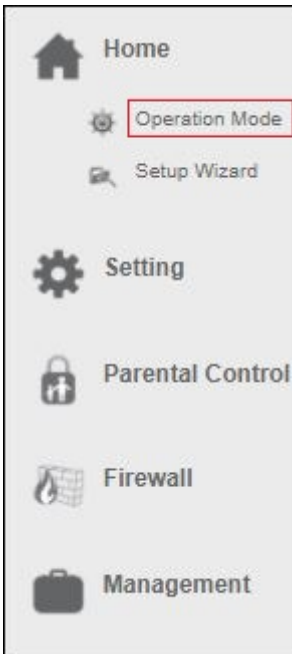 Home
Operation Mode
Setup Wizard
Setting
Parental Control
Firewall
Management